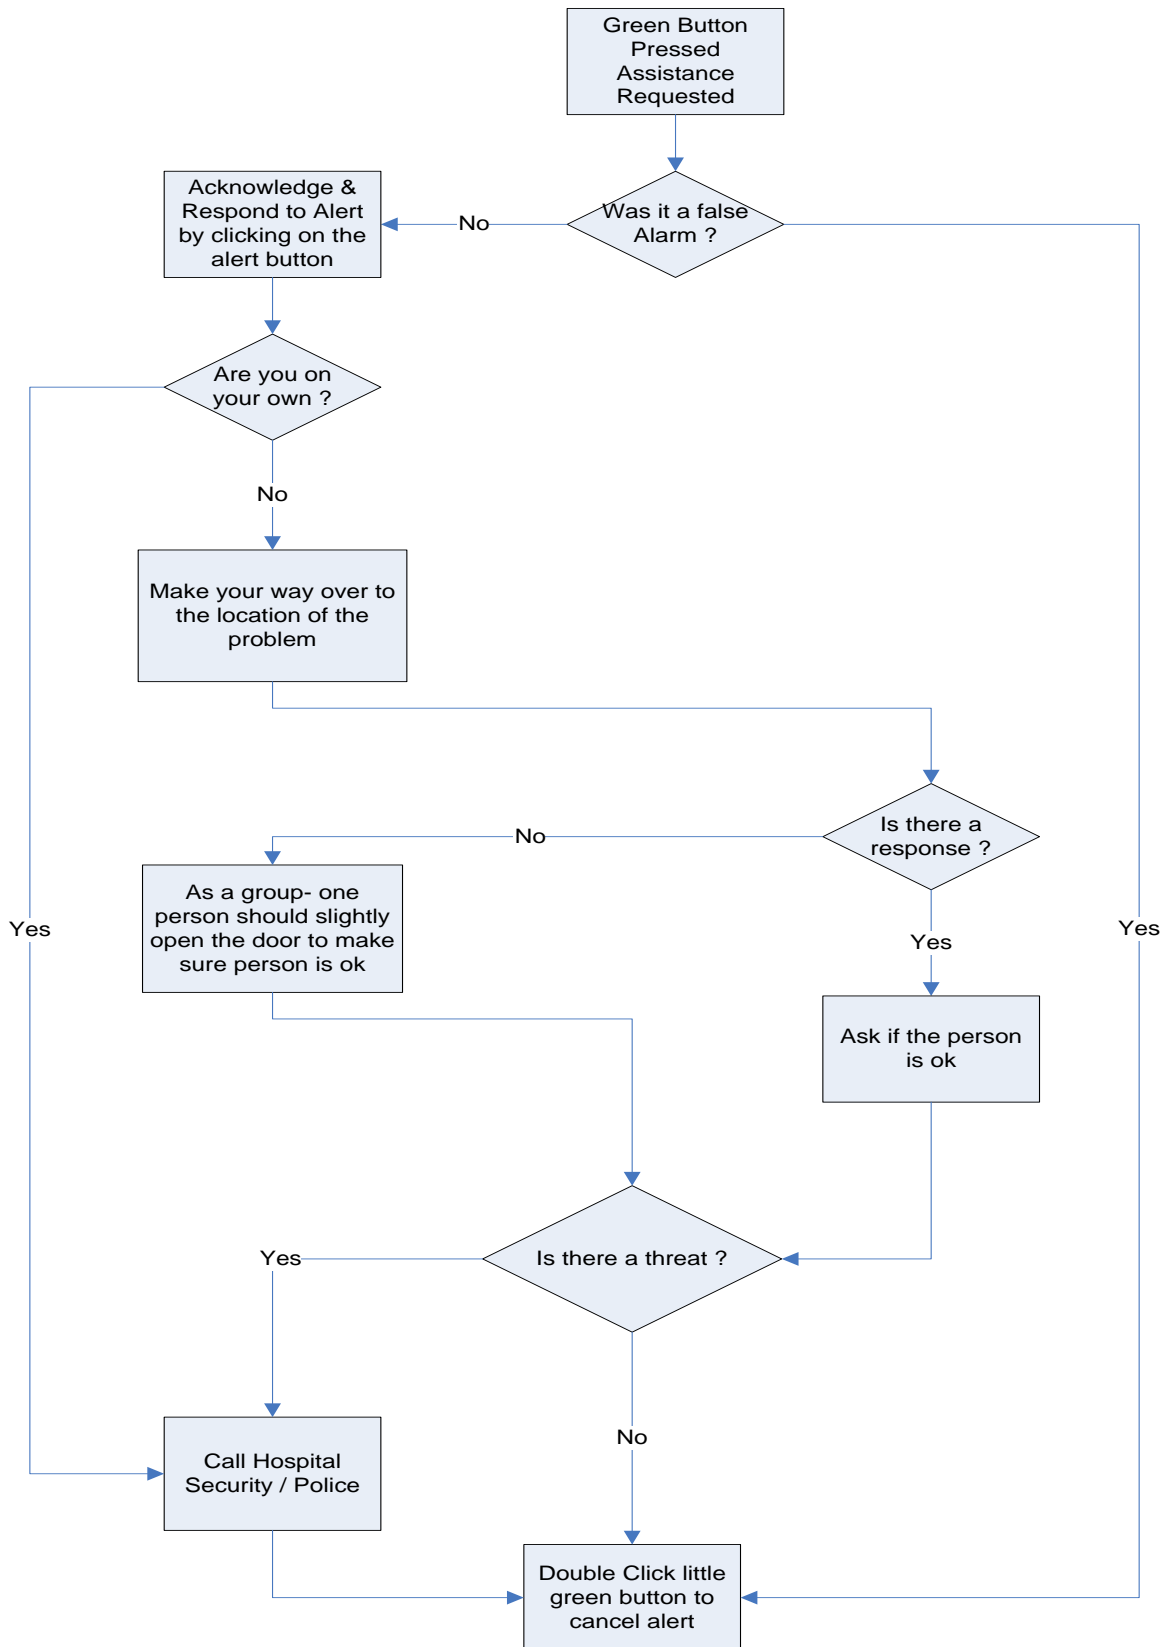 Green Button
Pressed
Assistance
Requested
Acknowledge &
Respond to Alert
by clicking on the
alert button
No
Was it a false
Alarm ?
Are you on
your own ?
No
Make your way over to
the location of the
problem
No
Is there a
response ?
As a group- one
person should slightly
open the door to make
sure person is ok
Yes
Yes
Yes
Ask if the person
is ok
Yes
Is there a threat ?
No
Call Hospital
Security / Police
Double Click little
green button to
cancel alert